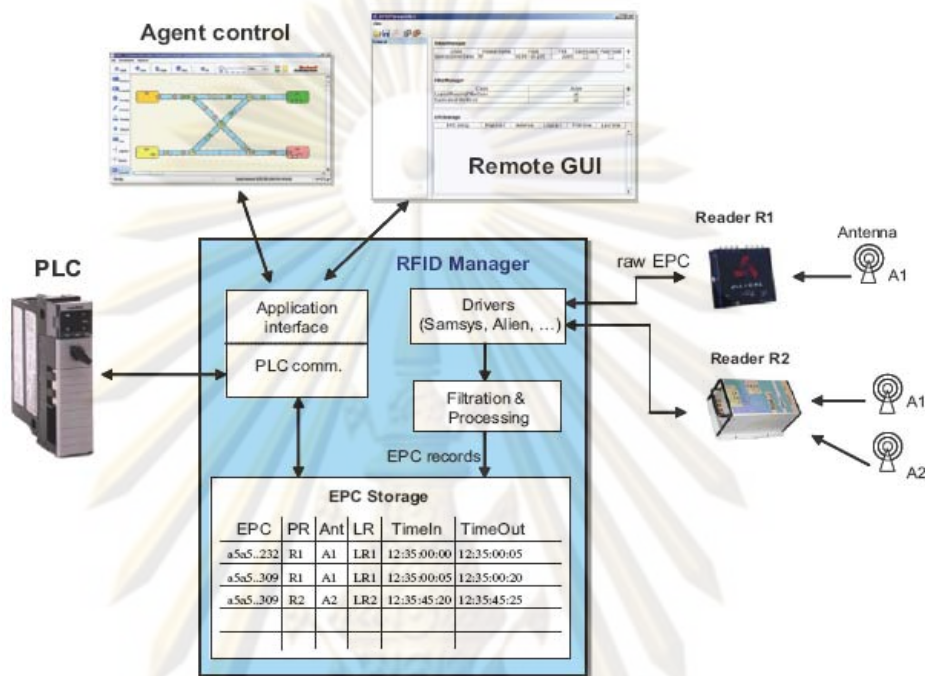 Agent control
Remote GUI
Reader R1
Antenna
A1
raw EPC
PLC
RFID Manager
Application
interface
PLC comm.
Drivers
(Samsys, Alien, ...)
Reader R2
A1
A2
Filtration &
Processing
EPC records
EPC Storage
EPC PR Ant LR TimeIn TimeOut
a5a5..232 R1 A1 LR1 12:35:00:00 12:35:00:05
a5a5..309 R1 A1 LR1 12:35:00:05 12:35:00:20
a5a5..309 R2 A2 LR2 12:35:45:20 12:35:45:25